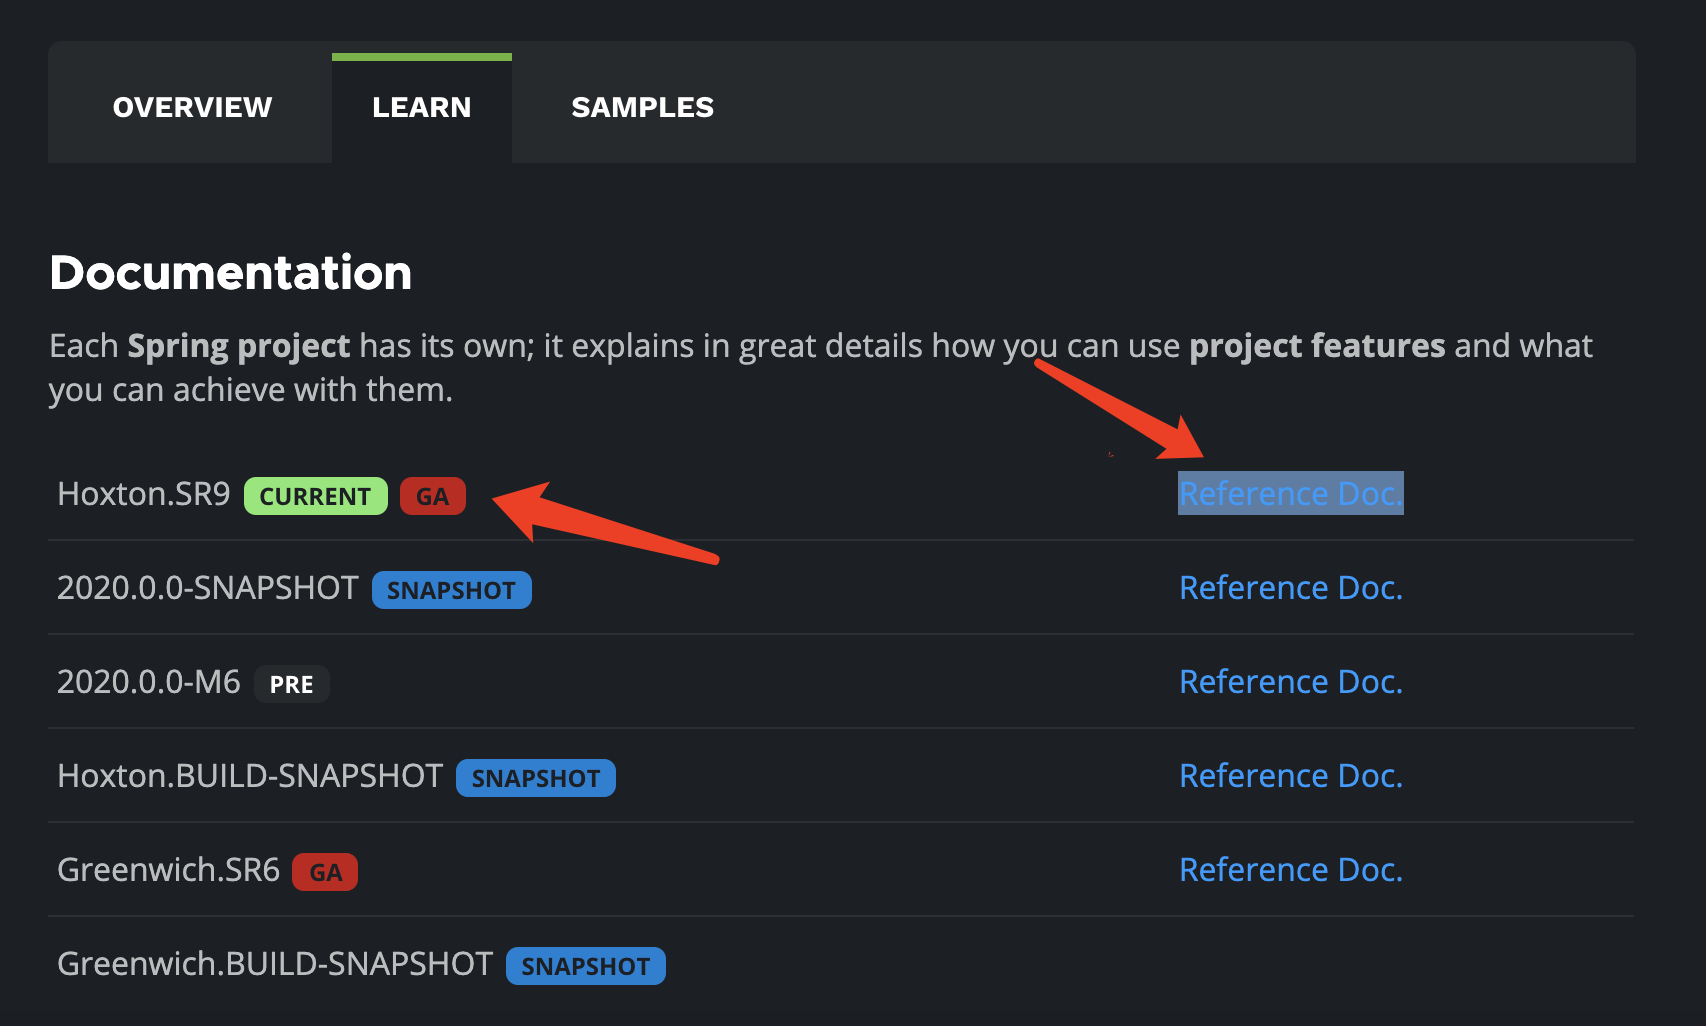 OVERVIEW LEARN SAMPLES
Documentation
Each Spring project has its own; it explains in great details how you can use project features and what
you can achieve with them.
Hoxton.SR9 CURRENT GA Reference Doc.
2020.0.0-SNAPSHOT SNAPSHOT Reference Doc.
2020.0.0-M6 PRE Reference Doc.
Hoxton.BUILD-SNAPSHOT SNAPSHOT Reference Doc.
Greenwich.SR6 GA Reference Doc.
Greenwich.BUILD-SNAPSHOT SNAPSHOT